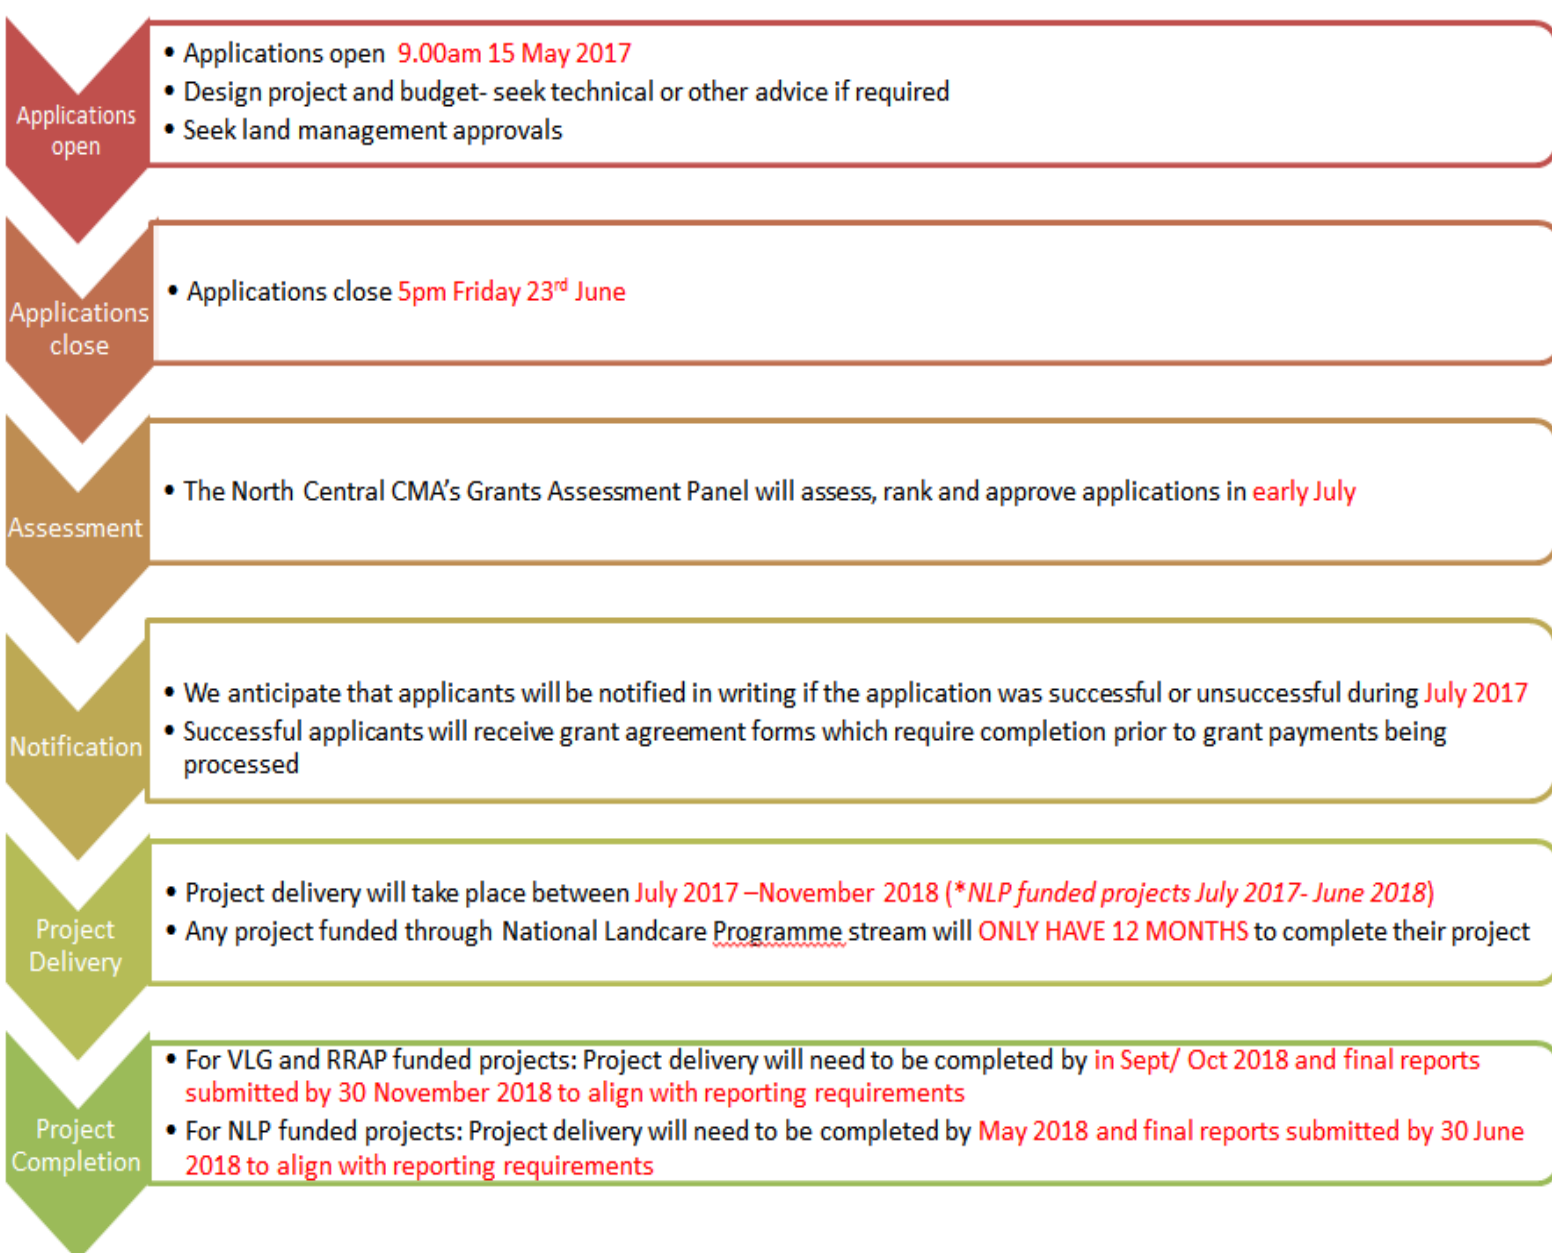 Applications
open
• Applications open 9.00am 15 May 2017
• Design project and budget- seek technical or other advice if required
• Seek land management approvals
Applications
close
• Applications close 5pm Friday 23rd June
Assessment
• The North Central CMA’s Grants Assessment Panel will assess, rank and approve applications in early July
Notification
• We anticipate that applicants will be notified in writing if the application was successful or unsuccessful during July 2017
• Successful applicants will receive grant agreement forms which require completion prior to grant payments being
processed
Project
Delivery
• Project delivery will take place between July 2017 –November 2018 (*NLP funded projects July 2017- June 2018)
• Any project funded through National Landcare Programme stream will ONLY HAVE 12 MONTHS to complete their project
Project
Completion
• For VLG and RRAP funded projects: Project delivery will need to be completed by in Sept/ Oct 2018 and final reports
submitted by 30 November 2018 to align with reporting requirements
• For NLP funded projects: Project delivery will need to be completed by May 2018 and final reports submitted by 30 June
2018 to align with reporting requirements